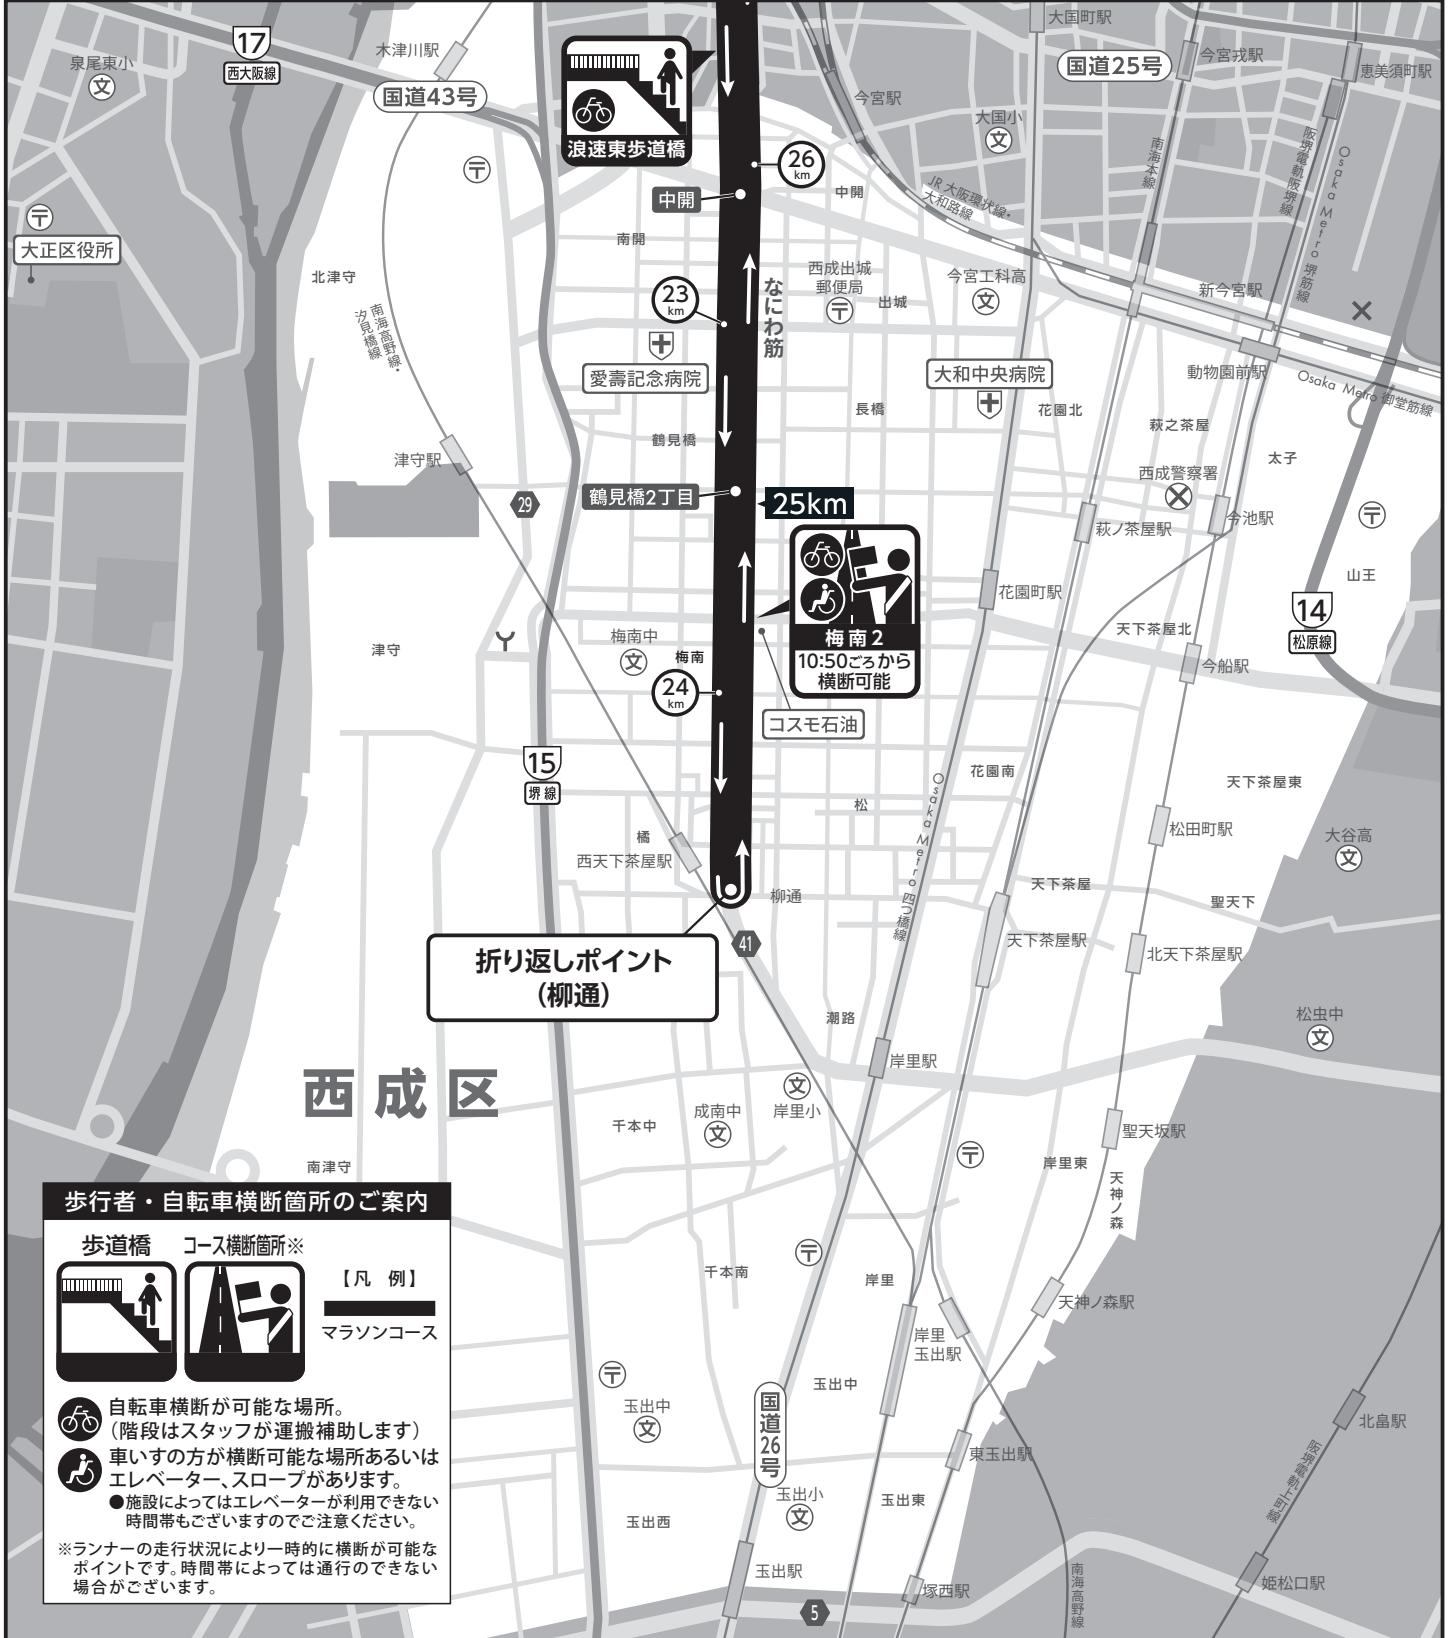 大国町駅
17
西大阪線
木津川駅
国道43号
泉尾東小
文
国道25号
今宮戎駅
恵美須町駅
今宮駅
大国小
文
浪速東歩道橋
26
km
中開
中開
南開
JR 大阪環状線・
大和路線
南海本線
阪堺電軌阪堺線
Osaka Metro 堺筋線
大正区役所
北津守
南海高野線・
汐見橋線
23
km
なにわ筋
西成出城
郵便局
出城
今宮工科高
文
新今宮駅
愛壽記念病院
大和中央病院
動物園前駅
Osaka Metro 御堂筋線
長橋
花園北
萩之茶屋
鶴見橋
津守駅
太子
西成警察署
29
鶴見橋2丁目
25km
萩ノ茶屋駅
今池駅
山王
14
松原線
花園町駅
梅南2
10:50ごろから
横断可能
天下茶屋北
今船駅
津守
梅南中
文
梅南
24
km
コスモ石油
15
堺線
花園南
天下茶屋東
Osaka Metro 四つ橋線
松
橘
西天下茶屋駅
松田町駅
大谷高
文
柳通
天下茶屋
聖天下
41
天下茶屋駅
北天下茶屋駅
折り返しポイント
(柳通)
潮路
松虫中
文
岸里駅
西成区
文
岸里小
成南中
文
千本中
聖天坂駅
南津守
岸里東
天神ノ森
千本南
岸里
天神ノ森駅
岸里
玉出駅
玉出中
国道26号
玉出中
文
北畠駅
東玉出駅
阪堺電軌上町線
玉出小
文
玉出東
玉出西
玉出駅
塚西駅
南海高野線
姫松口駅
5
歩行者・自転車横断箇所のご案内
歩道橋
コース横断箇所※
【凡 例】
マラソンコース
自転車横断が可能な場所。
(階段はスタッフが運搬補助します)
車いすの方が横断可能な場所あるいは
エレベーター、スロープがあります。
●施設によってはエレベーターが利用できない
時間帯もございますのでご注意ください。
※ランナーの走行状況により一時的に横断が可能な
ポイントです。時間帯によっては通行のできない
場合がございます。